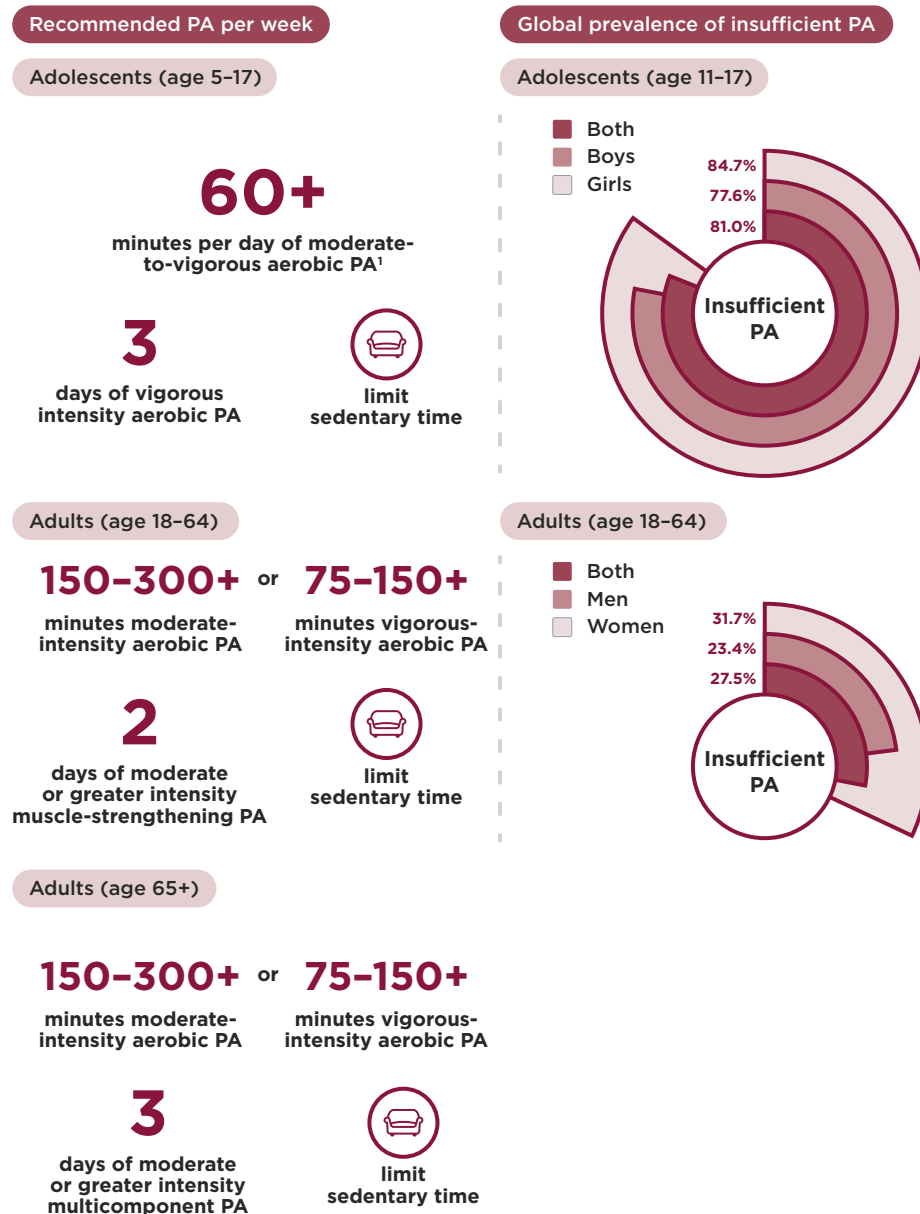 Recommended PA per week
Adolescents (age 5–17)
60+
minutes per day of moderate-
to-vigorous aerobic PA¹
3
days of vigorous
intensity aerobic PA
limit
sedentary time
Global prevalence of insufficient PA
Adolescents (age 11–17)
Both
Boys
Girls
84.7%
77.6%
81.0%
Insufficient
PA
Adults (age 18–64)
150–300+ or 75–150+
minutes moderate-
intensity aerobic PA
minutes vigorous-
intensity aerobic PA
2
days of moderate
or greater intensity
muscle-strengthening PA
limit
sedentary time
Adults (age 18–64)
Both
Men
Women
31.7%
23.4%
27.5%
Insufficient
PA
Adults (age 65+)
150–300+ or 75–150+
minutes moderate-
intensity aerobic PA
minutes vigorous-
intensity aerobic PA
3
days of moderate
or greater intensity
multicomponent PA
limit
sedentary time